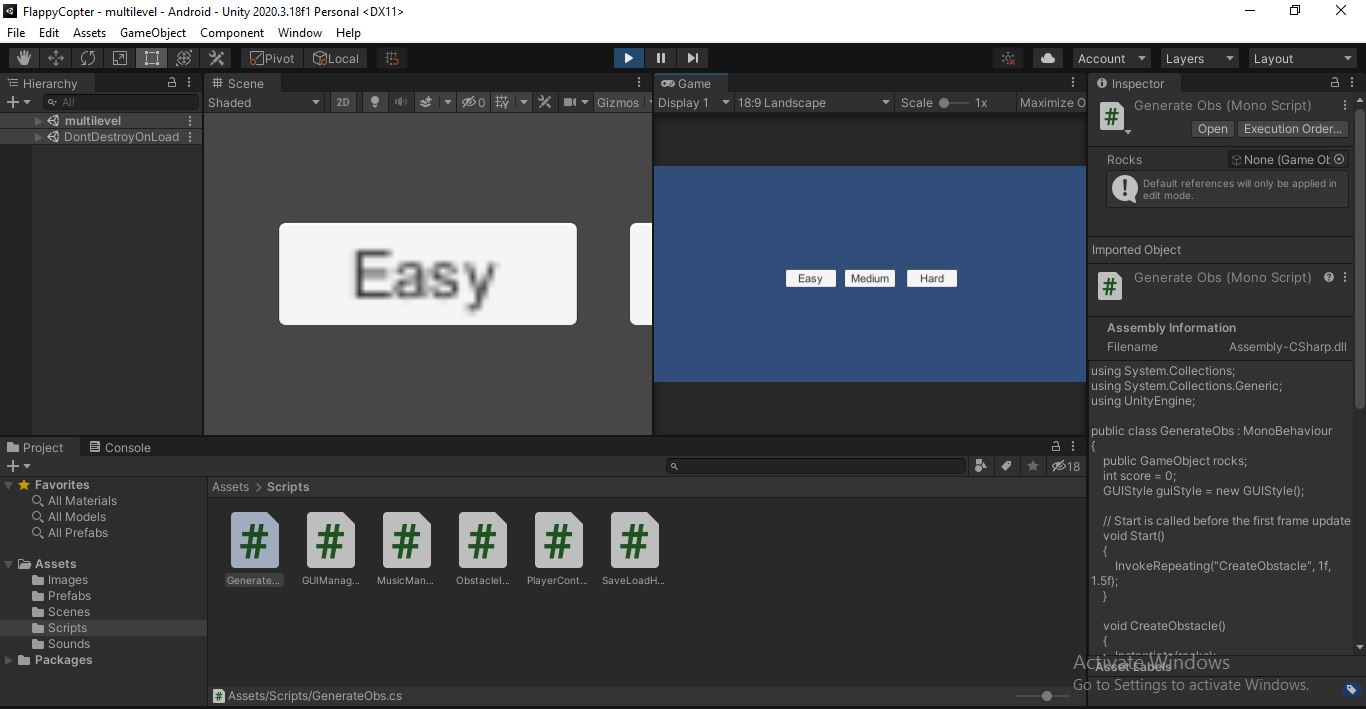 FlappyCopter - multilevel - Android - Unity 2020.3.18f1 Personal <DX11>
File Edit Assets GameObject Component Window Help
Pivot Local Account Layers Layout
Hierarchy
All
multilevel
DontDestroyOnLoad
Scene
Shaded 2D 0 Gizmos
Easy
Game
Display 1 18:9 Landscape Scale 1x Maximize O
Easy Medium Hard
Inspector
Generate Obs (Mono Script)
Open Execution Order...
Rocks None (Game Ob
Default references will only be applied in
edit mode.
Imported Object
Generate Obs (Mono Script)
Assembly Information
Filename Assembly-CSharp.dll
using System.Collections;
using System.Collections.Generic;
using UnityEngine;
public class GenerateObs : MonoBehaviour
{
public GameObject rocks;
int score = 0;
GUIStyle guiStyle = new GUIStyle();
// Start is called before the first frame update
void Start()
{
InvokeRepeating("CreateObstacle", 1f,
1.5f);
}
void CreateObstacle()
{
Instantiate(rocks);
Asset Labels
Project Console
18
Favorites
All Materials
All Models
All Prefabs
Assets
Images
Prefabs
Scenes
Scripts
Sounds
Packages
Assets > Scripts
Generate... GUIManag... MusicMan... Obstaclel... PlayerCont... SaveLoadH...
Assets/Scripts/GenerateObs.cs
Activate Windows
Go to Settings to activate Windows.